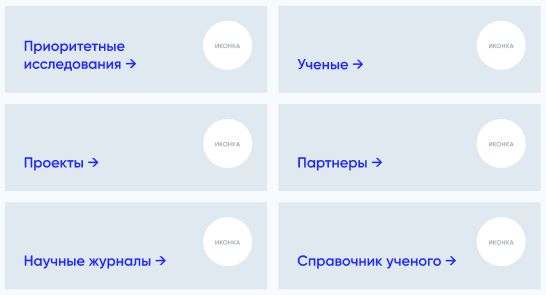 Приоритетные
исследования →
ИКОНКА
Ученые →
ИКОНКА
Проекты →
ИКОНКА
Партнеры →
ИКОНКА
Научные журналы →
ИКОНКА
Справочник ученого →
ИКОНКА